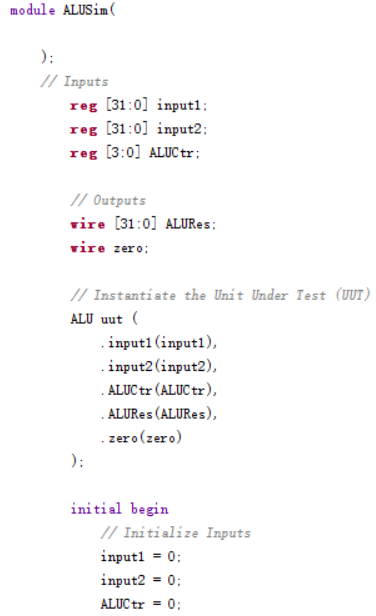 module ALUSim(
);
// Inputs
reg [31:0] input1;
reg [31:0] input2;
reg [3:0] ALUCtr;
// Outputs
wire [31:0] ALURes;
wire zero;
// Instantiate the Unit Under Test (UUT)
ALU uut (
.input1(input1),
.input2(input2),
.ALUCtr(ALUCtr),
.ALURes(ALURes),
.zero(zero)
);
initial begin
// Initialize Inputs
input1 = 0;
input2 = 0;
ALUCtr = 0;